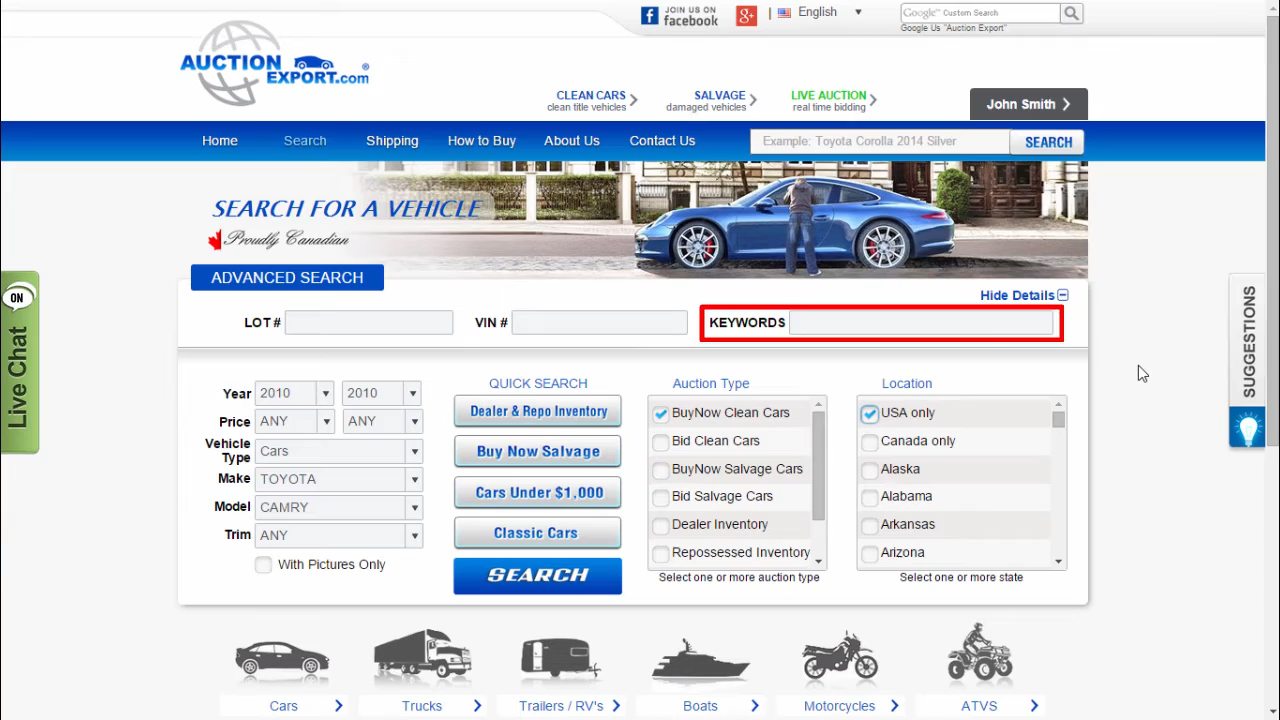 JOIN US ON
facebook
g+
English
Google™ Custom Search
Google Us "Auction Export"
AUCTION
EXPORT.com
®
CLEAN CARS
clean title vehicles
SALVAGE
damaged vehicles
LIVE AUCTION
real time bidding
John Smith
Home
Search
Shipping
How to Buy
About Us
Contact Us
Example: Toyota Corolla 2014 Silver
SEARCH
SEARCH FOR A VEHICLE
Proudly Canadian
ADVANCED SEARCH
Hide Details
LOT #
VIN #
KEYWORDS
Year 2010 2010
Price ANY ANY
Vehicle
Type Cars
Make TOYOTA
Model CAMRY
Trim ANY
With Pictures Only
QUICK SEARCH
Dealer & Repo Inventory
Buy Now Salvage
Cars Under $1,000
Classic Cars
SEARCH
Auction Type
BuyNow Clean Cars
Bid Clean Cars
BuyNow Salvage Cars
Bid Salvage Cars
Dealer Inventory
Repossessed Inventory
Select one or more auction type
Location
USA only
Canada only
Alaska
Alabama
Arkansas
Arizona
Select one or more state
ON
Live Chat
SUGGESTIONS
Cars
Trucks
Trailers / RV's
Boats
Motorcycles
ATVS